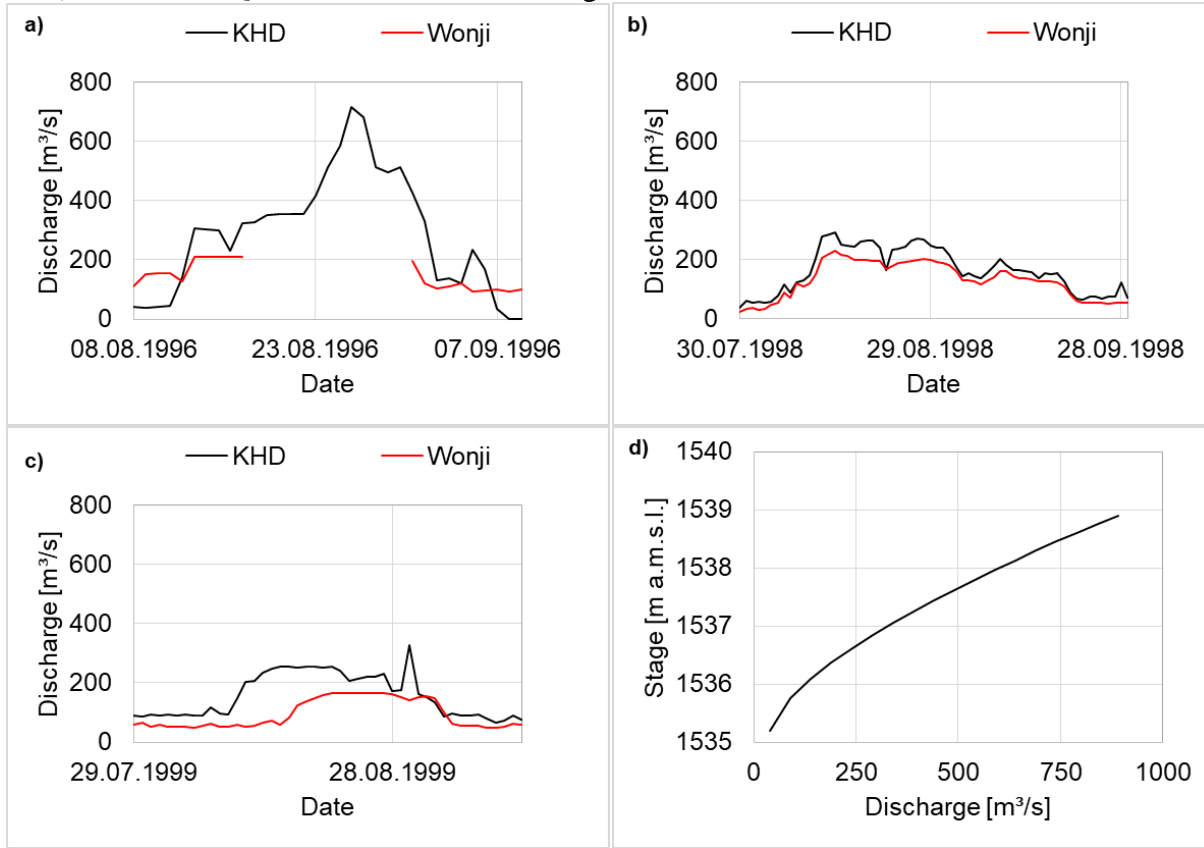 a)
KHD Wonji
Discharge [m³/s]
800
600
400
200
0
08.08.1996 23.08.1996 07.09.1996
Date
b)
KHD Wonji
Discharge [m³/s]
800
600
400
200
0
30.07.1998 29.08.1998 28.09.1998
Date
c)
KHD Wonji
Discharge [m³/s]
800
600
400
200
0
29.07.1999 28.08.1999
Date
d)
Stage [m a.m.s.l.]
1540
1539
1538
1537
1536
1535
0 250 500 750 1000
Discharge [m³/s]